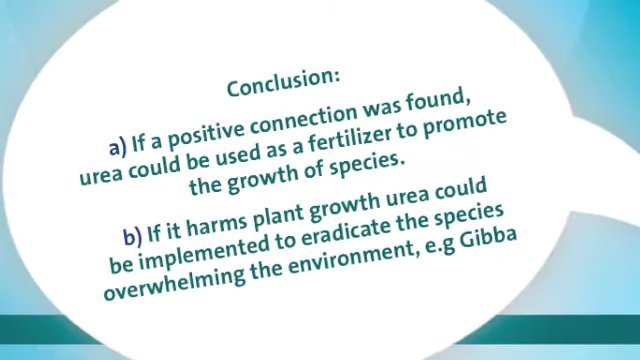 Conclusion:
a) If a positive connection was found,
urea could be used as a fertilizer to promote
the growth of species.
b) If it harms plant growth urea could
be implemented to eradicate the species
overwhelming the environment, e.g Gibba